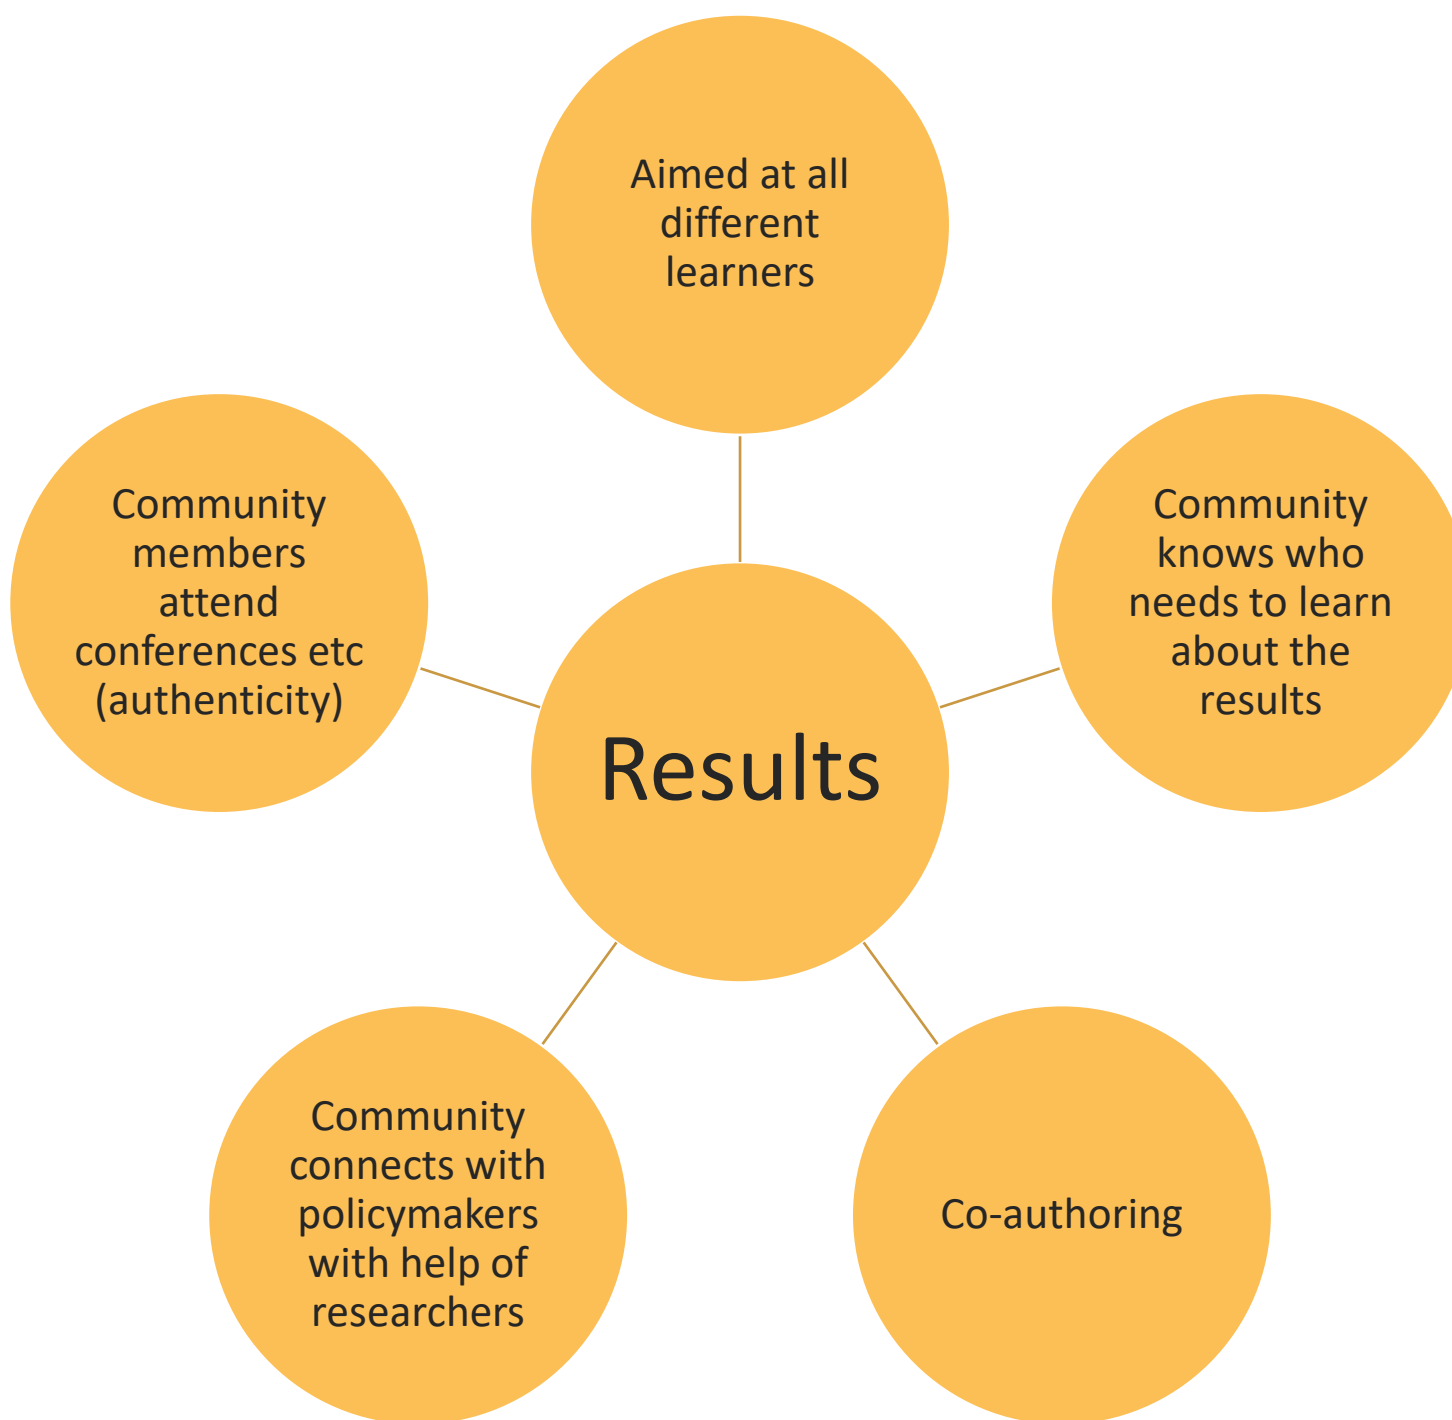 Aimed at all
different
learners
Community
members
attend
conferences etc
(authenticity)
Community
knows who
needs to learn
about the
results
Results
Community
connects with
policymakers
with help of
researchers
Co-authoring